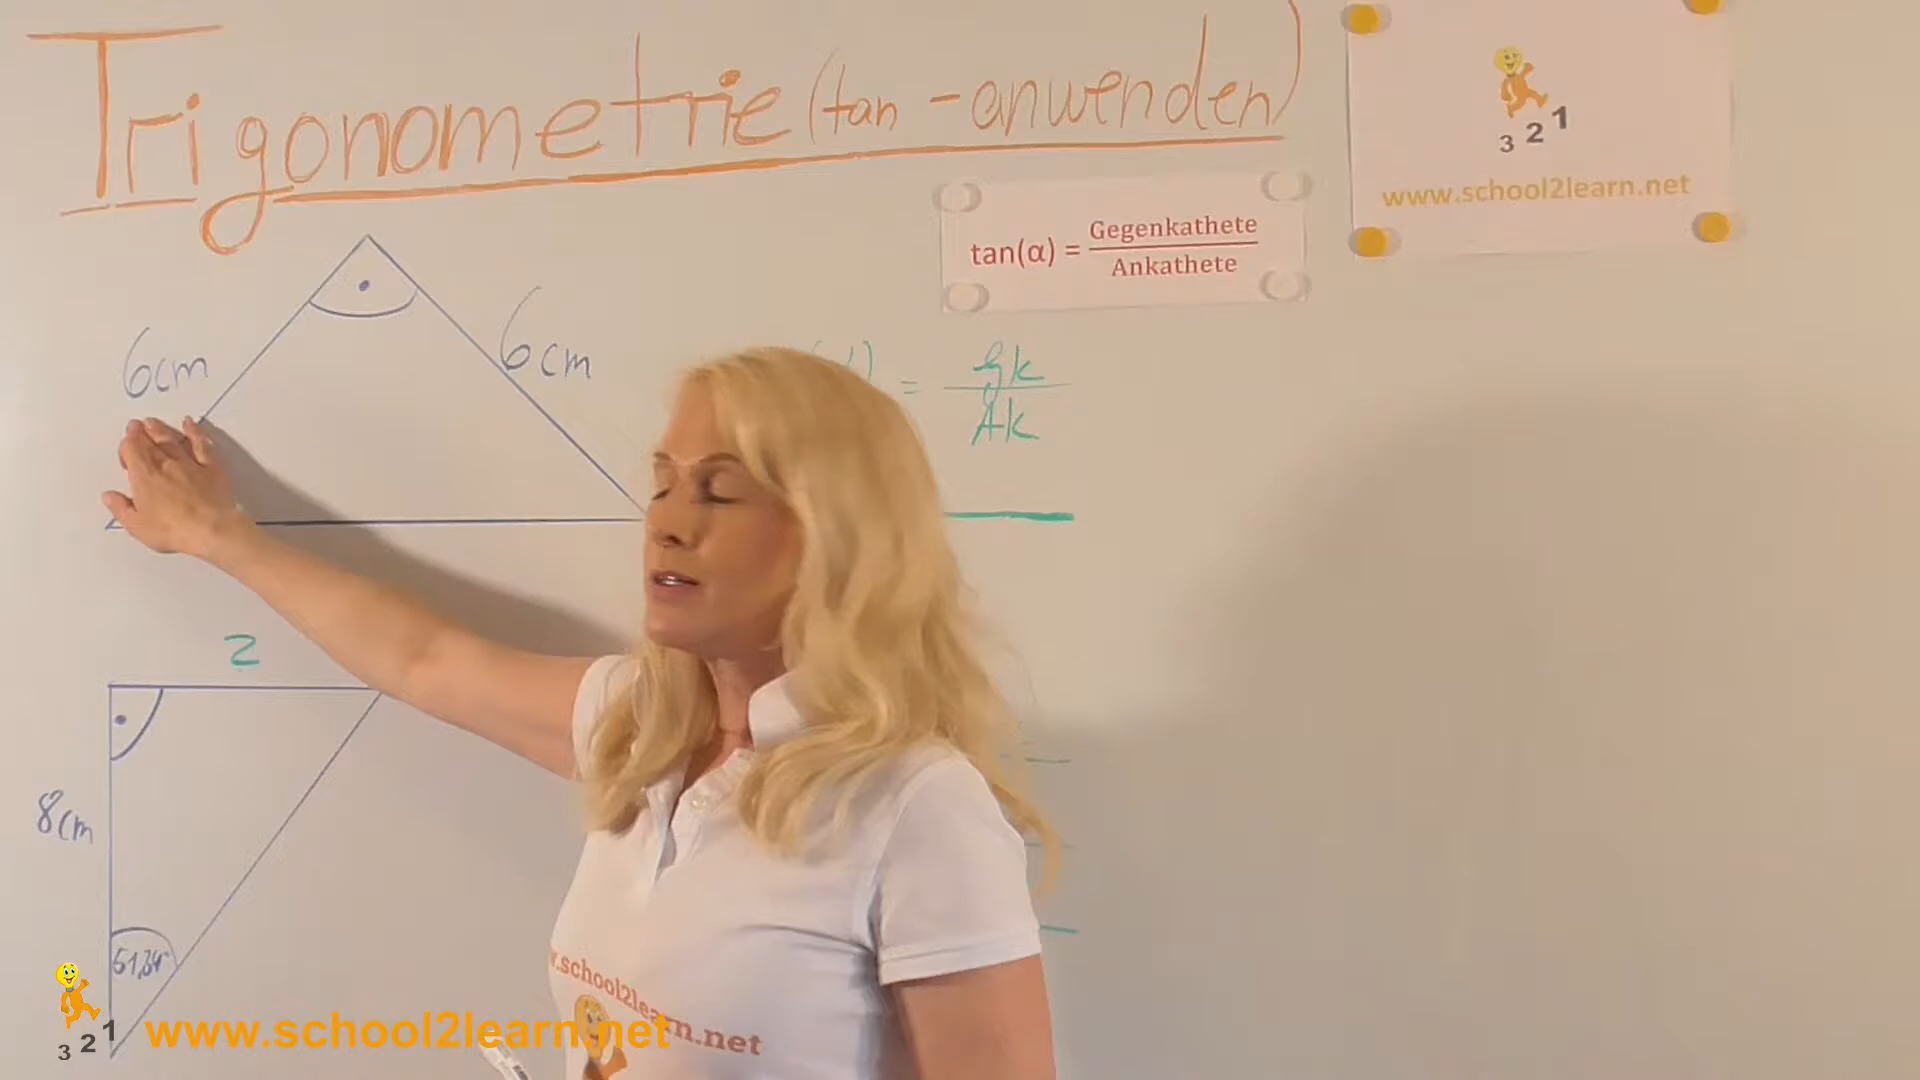 Trigonometrie (tan - anwenden)
3 2 1
www.school2learn.net
tan(α) = Gegenkathete
Ankathete
6cm
6cm
= Gk
Ak
z
8cm
51,34°
3 2 1
www.school2learn.net
.school2learn.net